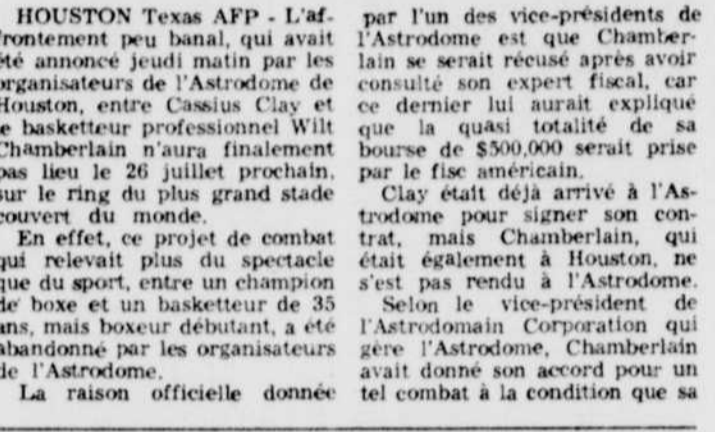 HOUSTON Texas AFP - L'af-
frontement peu banal, qui avait
été annoncé jeudi matin par les
organisateurs de l'Astrodome de
Houston, entre Cassius Clay et
le basketteur professionnel Wilt
Chamberlain n'aura finalement
pas lieu le 26 juillet prochain,
sur le ring du plus grand stade
couvert du monde.
En effet, ce projet de combat
qui relevait plus du spectacle
que du sport, entre un champion
de boxe et un basketteur de 35
ans, mais boxeur débutant, a été
abandonné par les organisateurs
de l'Astrodome.
La raison officielle donnée
par l'un des vice-présidents de
l'Astrodome est que Chamber-
lain se serait récusé après avoir
consulté son expert fiscal, car
ce dernier lui aurait expliqué
que la quasi totalité de sa
bourse de $500,000 serait prise
par le fisc américain.
Clay était déjà arrivé à l'As-
trodome pour signer son con-
trat, mais Chamberlain, qui
était également à Houston, ne
s'est pas rendu à l'Astrodome.
Selon le vice-président de
l'Astrodomain Corporation qui
gère l'Astrodome, Chamberlain
avait donné son accord pour un
tel combat à la condition que sa